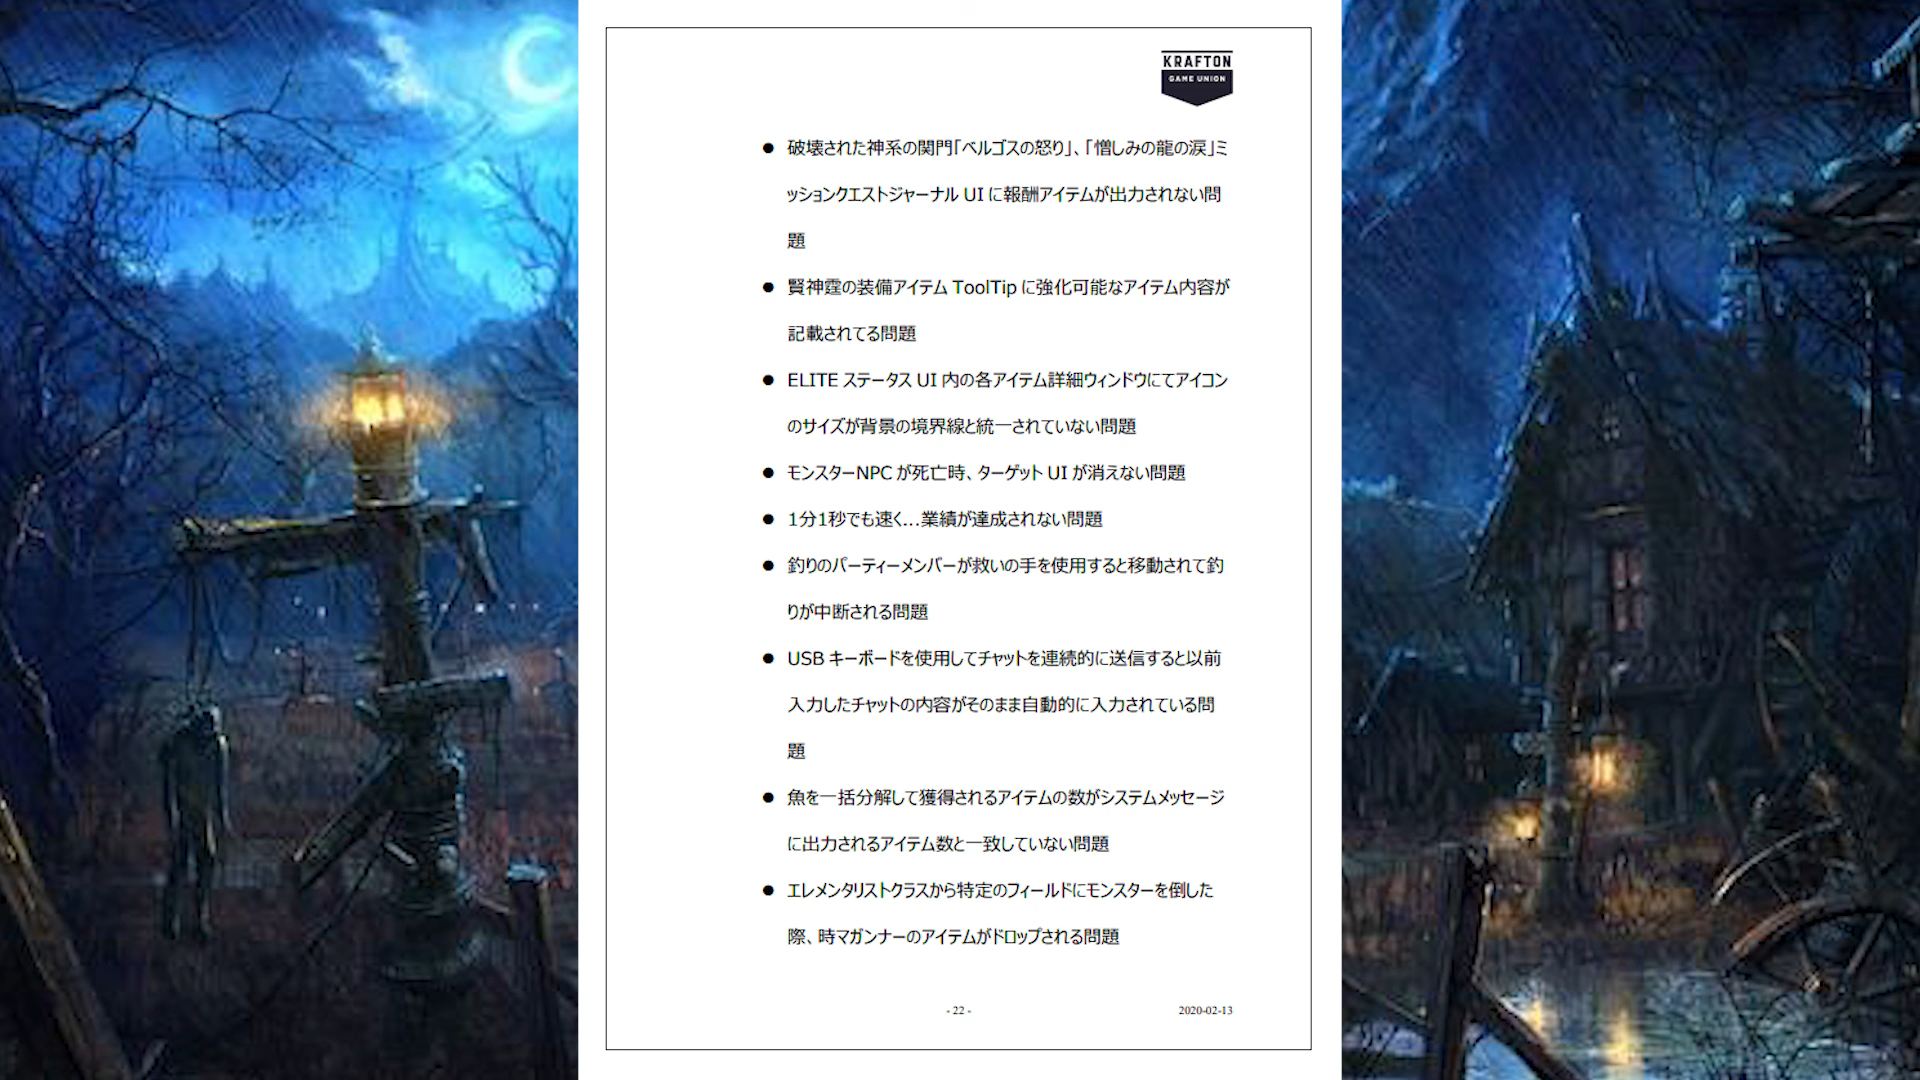 KRAFTON
GAME UNION
● 破壊された神系の関門「ベルゴスの怒り」、「憎しみの龍の涙」ミ
ッションクエストジャーナル UI に報酬アイテムが出力されない問
題
● 賢神霆の装備アイテム ToolTip に強化可能なアイテム内容が
記載されてる問題
● ELITE ステータス UI 内の各アイテム詳細ウィンドウにてアイコン
のサイズが背景の境界線と統一されていない問題
● モンスターNPC が死亡時、ターゲット UI が消えない問題
● 1分1秒でも速く…業績が達成されない問題
● 釣りのパーティーメンバーが救いの手を使用すると移動されて釣
りが中断される問題
● USB キーボードを使用してチャットを連続的に送信すると以前
入力したチャットの内容がそのまま自動的に入力されている問
題
● 魚を一括分解して獲得されるアイテムの数がシステムメッセージ
に出力されるアイテム数と一致していない問題
● エレメンタリストクラスから特定のフィールドにモンスターを倒した
際、時マガンナーのアイテムがドロップされる問題
- 22 -
2020-02-13